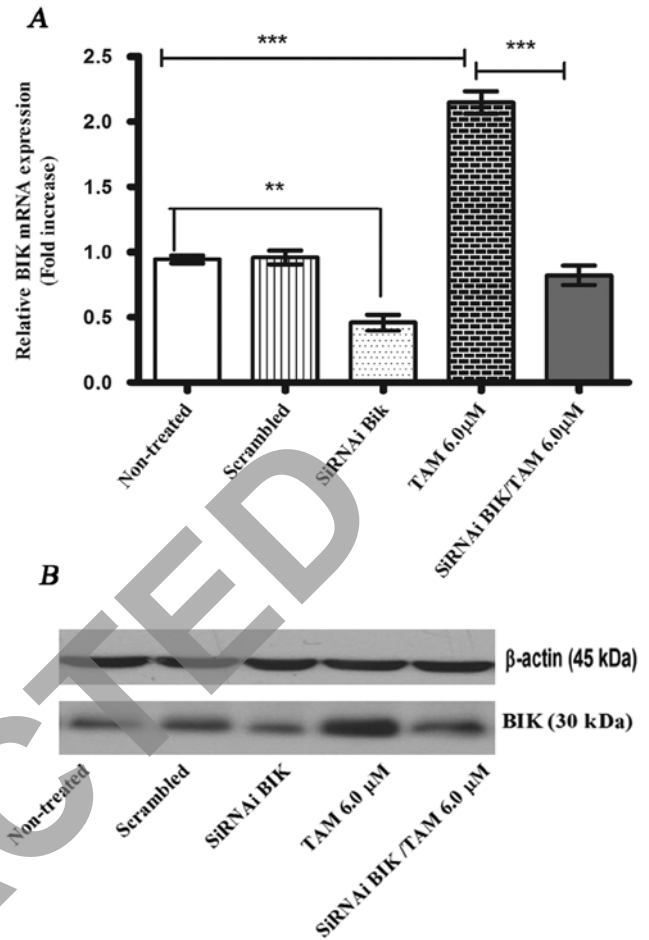 A
***
***
2.5
2.0
**
1.5
1.0
0.5
0.0
Relative BIK mRNA expression
(Fold increase)
Non-treated
Scrambled
SiRNAi Bik
TAM 6.0µM
SiRNAi BIK/TAM 6.0µM
B
β-actin (45 kDa)
BIK (30 kDa)
Non-treated
Scrambled
SiRNAi BIK
TAM 6.0 µM
SiRNAi BIK /TAM 6.0 µM
CTED